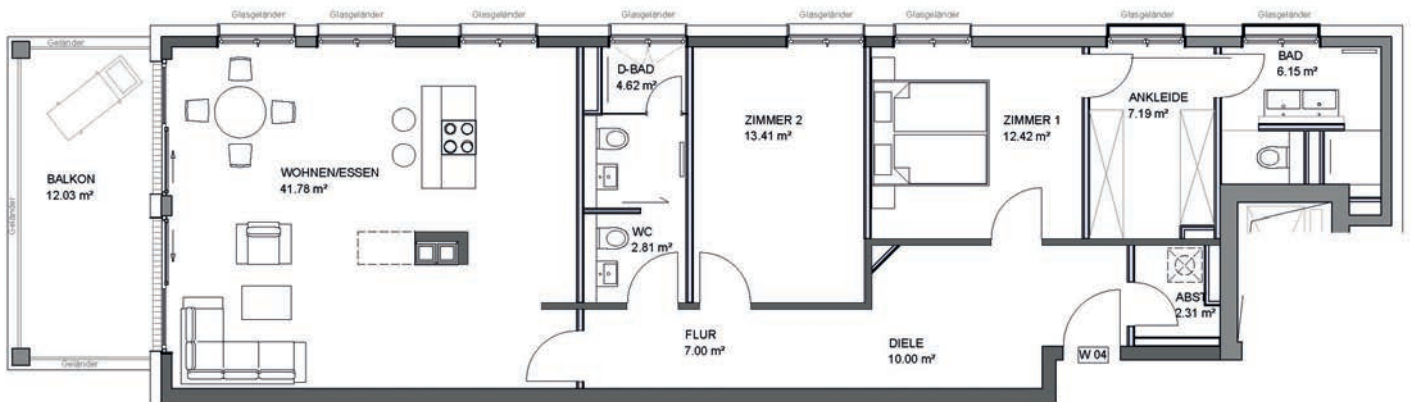 Glasgeländer Glasgeländer Glasgeländer Glasgeländer Glasgeländer Glasgeländer Glasgeländer Glasgeländer
Geländer
D-BAD
4.62 m²
BAD
6.15 m²
ANKLEIDE
7.19 m²
ZIMMER 2
13.41 m²
ZIMMER 1
12.42 m²
WOHNEN/ESSEN
41.78 m²
BALKON
12.03 m²
Geländer
WC
2.81 m²
ABST
2.31 m²
FLUR
7.00 m²
DIELE
10.00 m²
W 04
Geländer